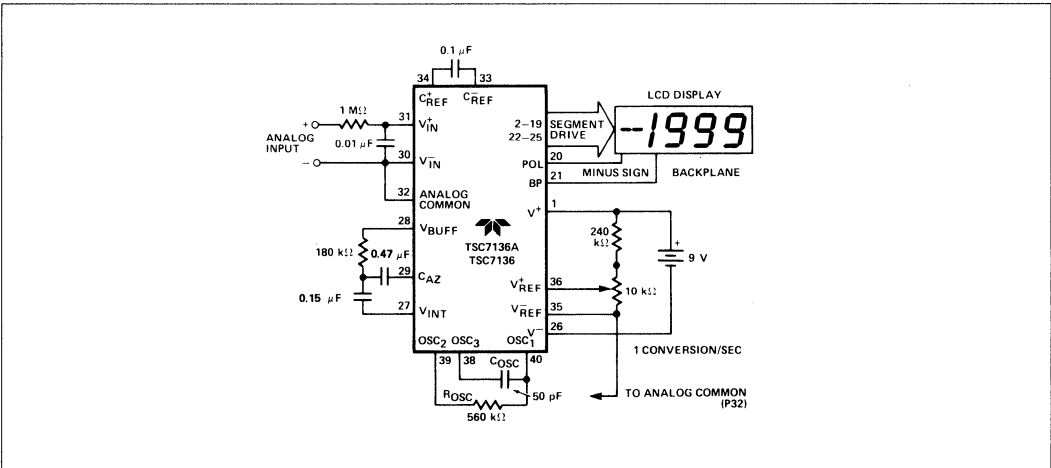 0.1 µF
34 33
C+REF C−REF
LCD DISPLAY
1 MΩ
31
V+IN
+
ANALOG
INPUT
0.01 µF
−
30
V−IN
32
ANALOG
COMMON
2–19
22–25
SEGMENT
DRIVE
--1999
20
POL
MINUS SIGN
BACKPLANE
21
BP
1
V+
28
VBUFF
TSC7136A
TSC7136
180 kΩ
0.47 µF
29
CAZ
0.15 µF
27
VINT
240
kΩ
+
9 V
36
V+REF
10 kΩ
35
V−REF
V−
26
OSC2 OSC3 OSC1
39 38 40
1 CONVERSION/SEC
COSC
ROSC
50 pF
560 kΩ
TO ANALOG COMMON
(P32)